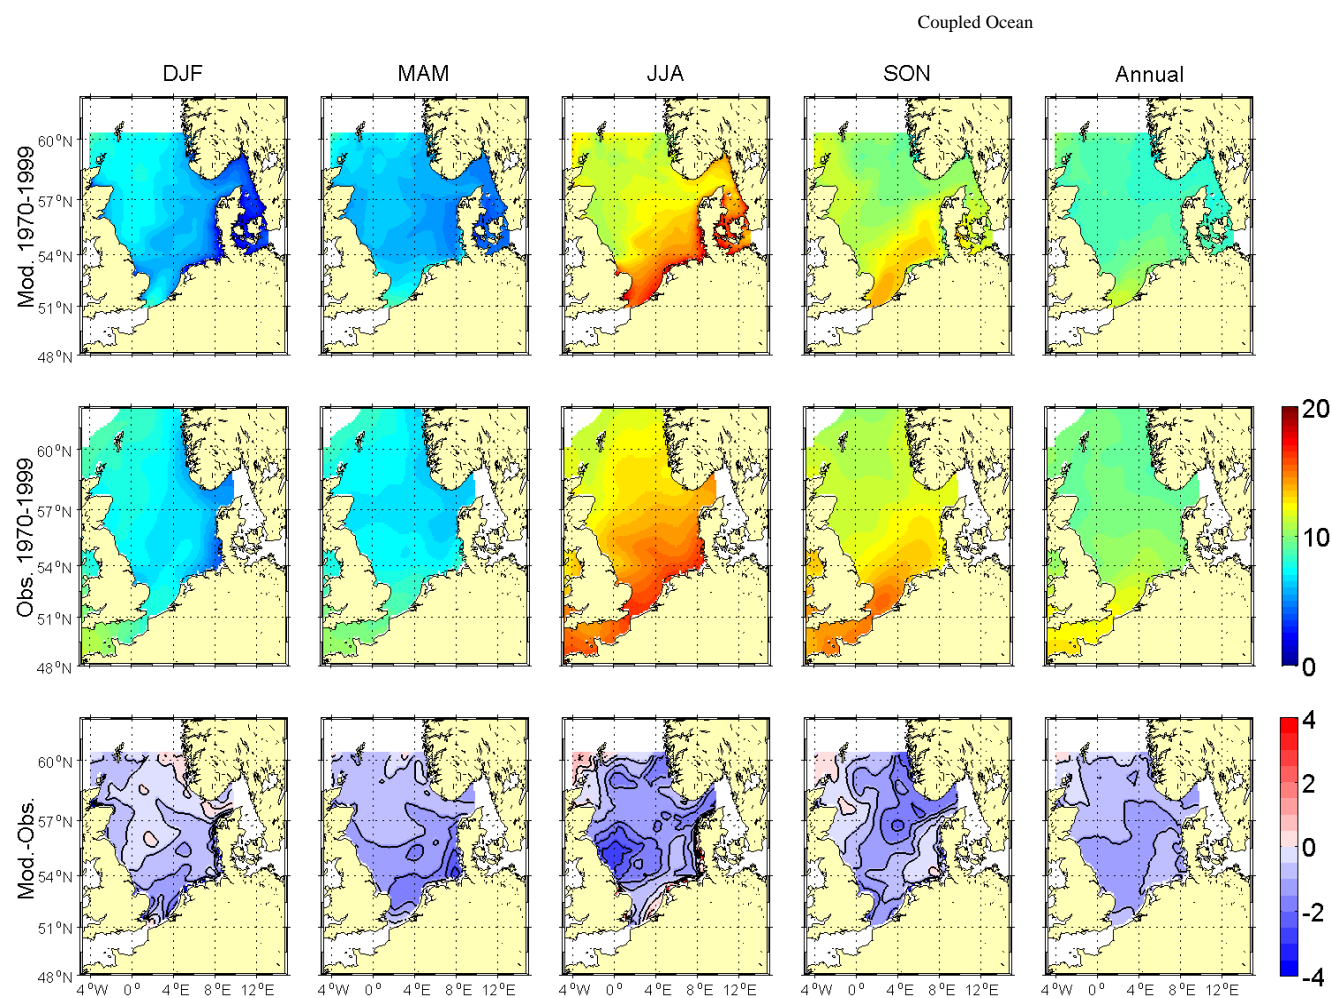 Coupled Ocean
DJF MAM JJA SON Annual
Mod. 1970-1999
60°N
57°N
54°N
51°N
48°N
Obs. 1970-1999
60°N
57°N
54°N
51°N
48°N
20
10
0
Mod.-Obs.
60°N
57°N
54°N
51°N
48°N
4
2
0
-2
-4
4°W 0° 4°E 8°E 12°E 4°W 0° 4°E 8°E 12°E 4°W 0° 4°E 8°E 12°E 4°W 0° 4°E 8°E 12°E 4°W 0° 4°E 8°E 12°E